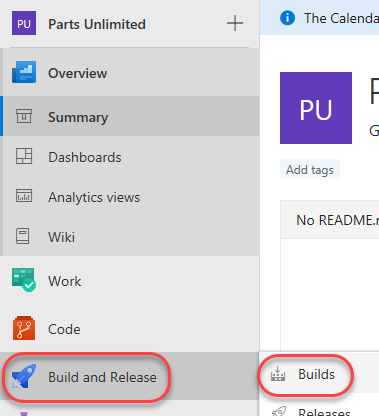 PU Parts Unlimited
The Calenda
Overview
Summary
PU
G
Dashboards
Add tags
Analytics views
No README.
Wiki
Work
Code
Build and Release
Builds
Releases